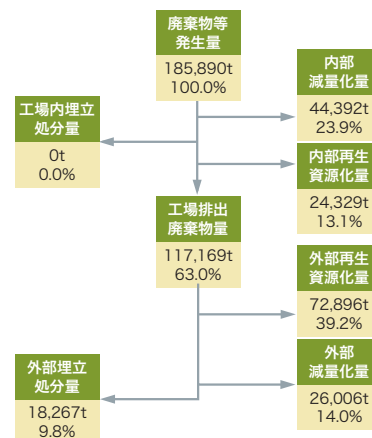 廃棄物等
発生量
185,890t
100.0%
内部
減量化量
44,392t
23.9%
工場内埋立
処分量
0t
0.0%
内部再生
資源化量
24,329t
13.1%
工場排出
廃棄物量
117,169t
63.0%
外部再生
資源化量
72,896t
39.2%
外部
減量化量
26,006t
14.0%
外部埋立
処分量
18,267t
9.8%